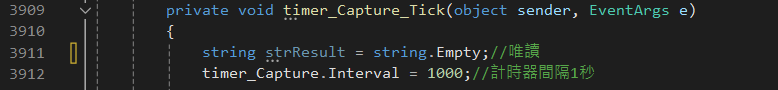 3909 private void timer_Capture_Tick(object sender, EventArgs e)
3910 {
3911 string strResult = string.Empty;//唯讀
3912 timer_Capture.Interval = 1000;//計時器間隔1秒